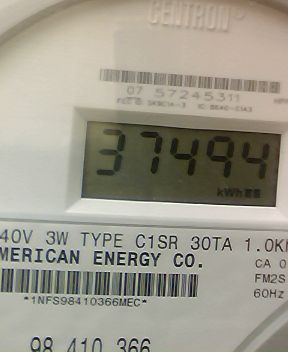 CENTRON®
07 57245311
37494
kWh
40V 3W TYPE C1SR 30TA 1.0K
MERICAN ENERGY CO.
CA 0
FM2S
60Hz
*1NFS98410366MEC*
98 410 366